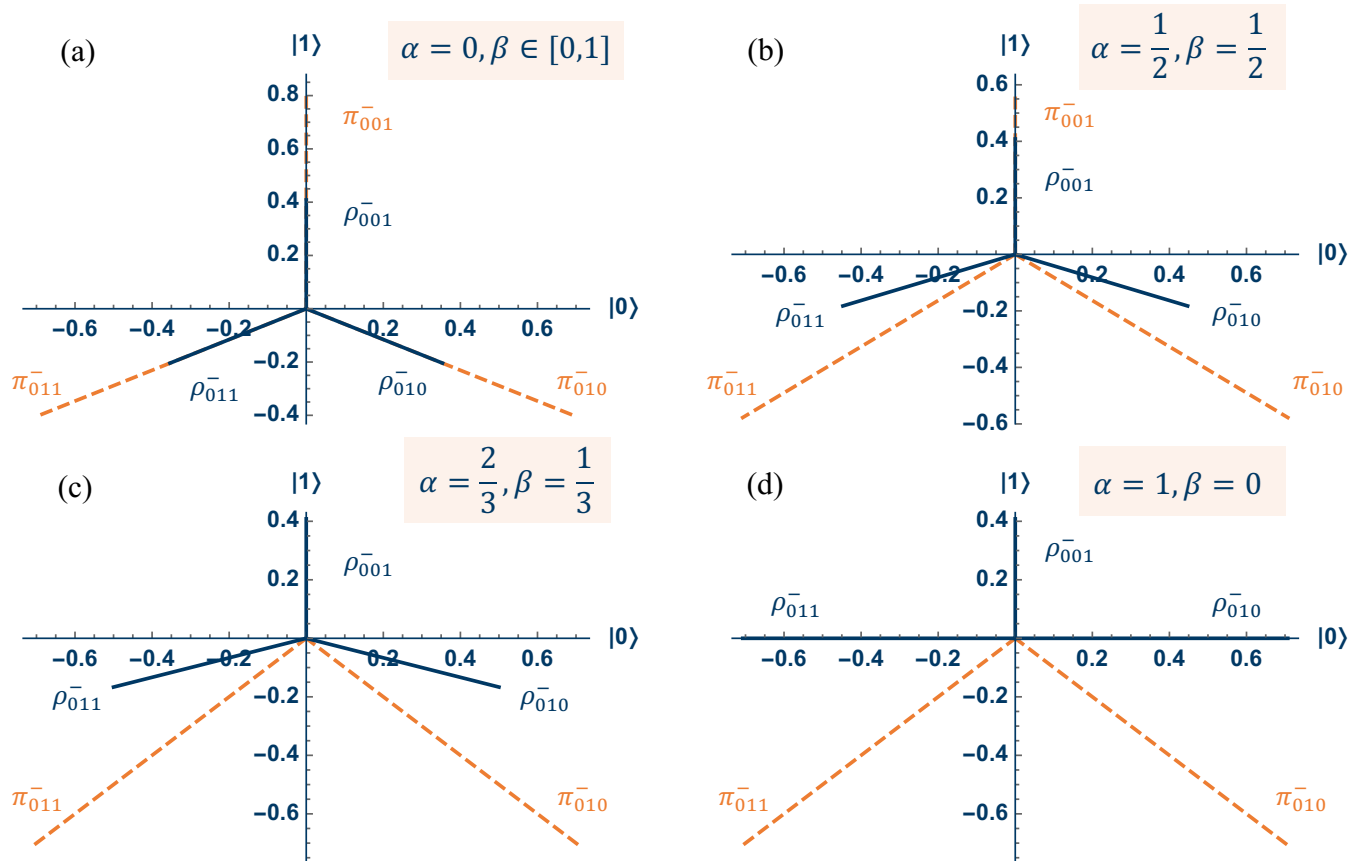 (a)
|1⟩
α = 0, β ∈ [0,1]
0.8
π⁻₀₀₁
0.6
0.4
ρ⁻₀₀₁
0.2
|0⟩
−0.6 −0.4 −0.2 0.2 0.4 0.6
π⁻₀₁₁ ρ⁻₀₁₁ −0.2 ρ⁻₀₁₀ π⁻₀₁₀
−0.4
(b)
|1⟩
α = 1/2, β = 1/2
0.6
π⁻₀₀₁
0.4
ρ⁻₀₀₁
0.2
|0⟩
−0.6 −0.4 −0.2 0.2 0.4 0.6
ρ⁻₀₁₁ −0.2 ρ⁻₀₁₀
π⁻₀₁₁ −0.4 π⁻₀₁₀
−0.6
(c)
|1⟩
α = 2/3, β = 1/3
0.4
ρ⁻₀₀₁
0.2
|0⟩
−0.6 −0.4 −0.2 0.2 0.4 0.6
ρ⁻₀₁₁ −0.2 ρ⁻₀₁₀
−0.4
π⁻₀₁₁ −0.6 π⁻₀₁₀
(d)
|1⟩
α = 1, β = 0
0.4
ρ⁻₀₀₁
0.2
ρ⁻₀₁₁ ρ⁻₀₁₀
|0⟩
−0.6 −0.4 −0.2 0.2 0.4 0.6
−0.2
−0.4
π⁻₀₁₁ −0.6 π⁻₀₁₀